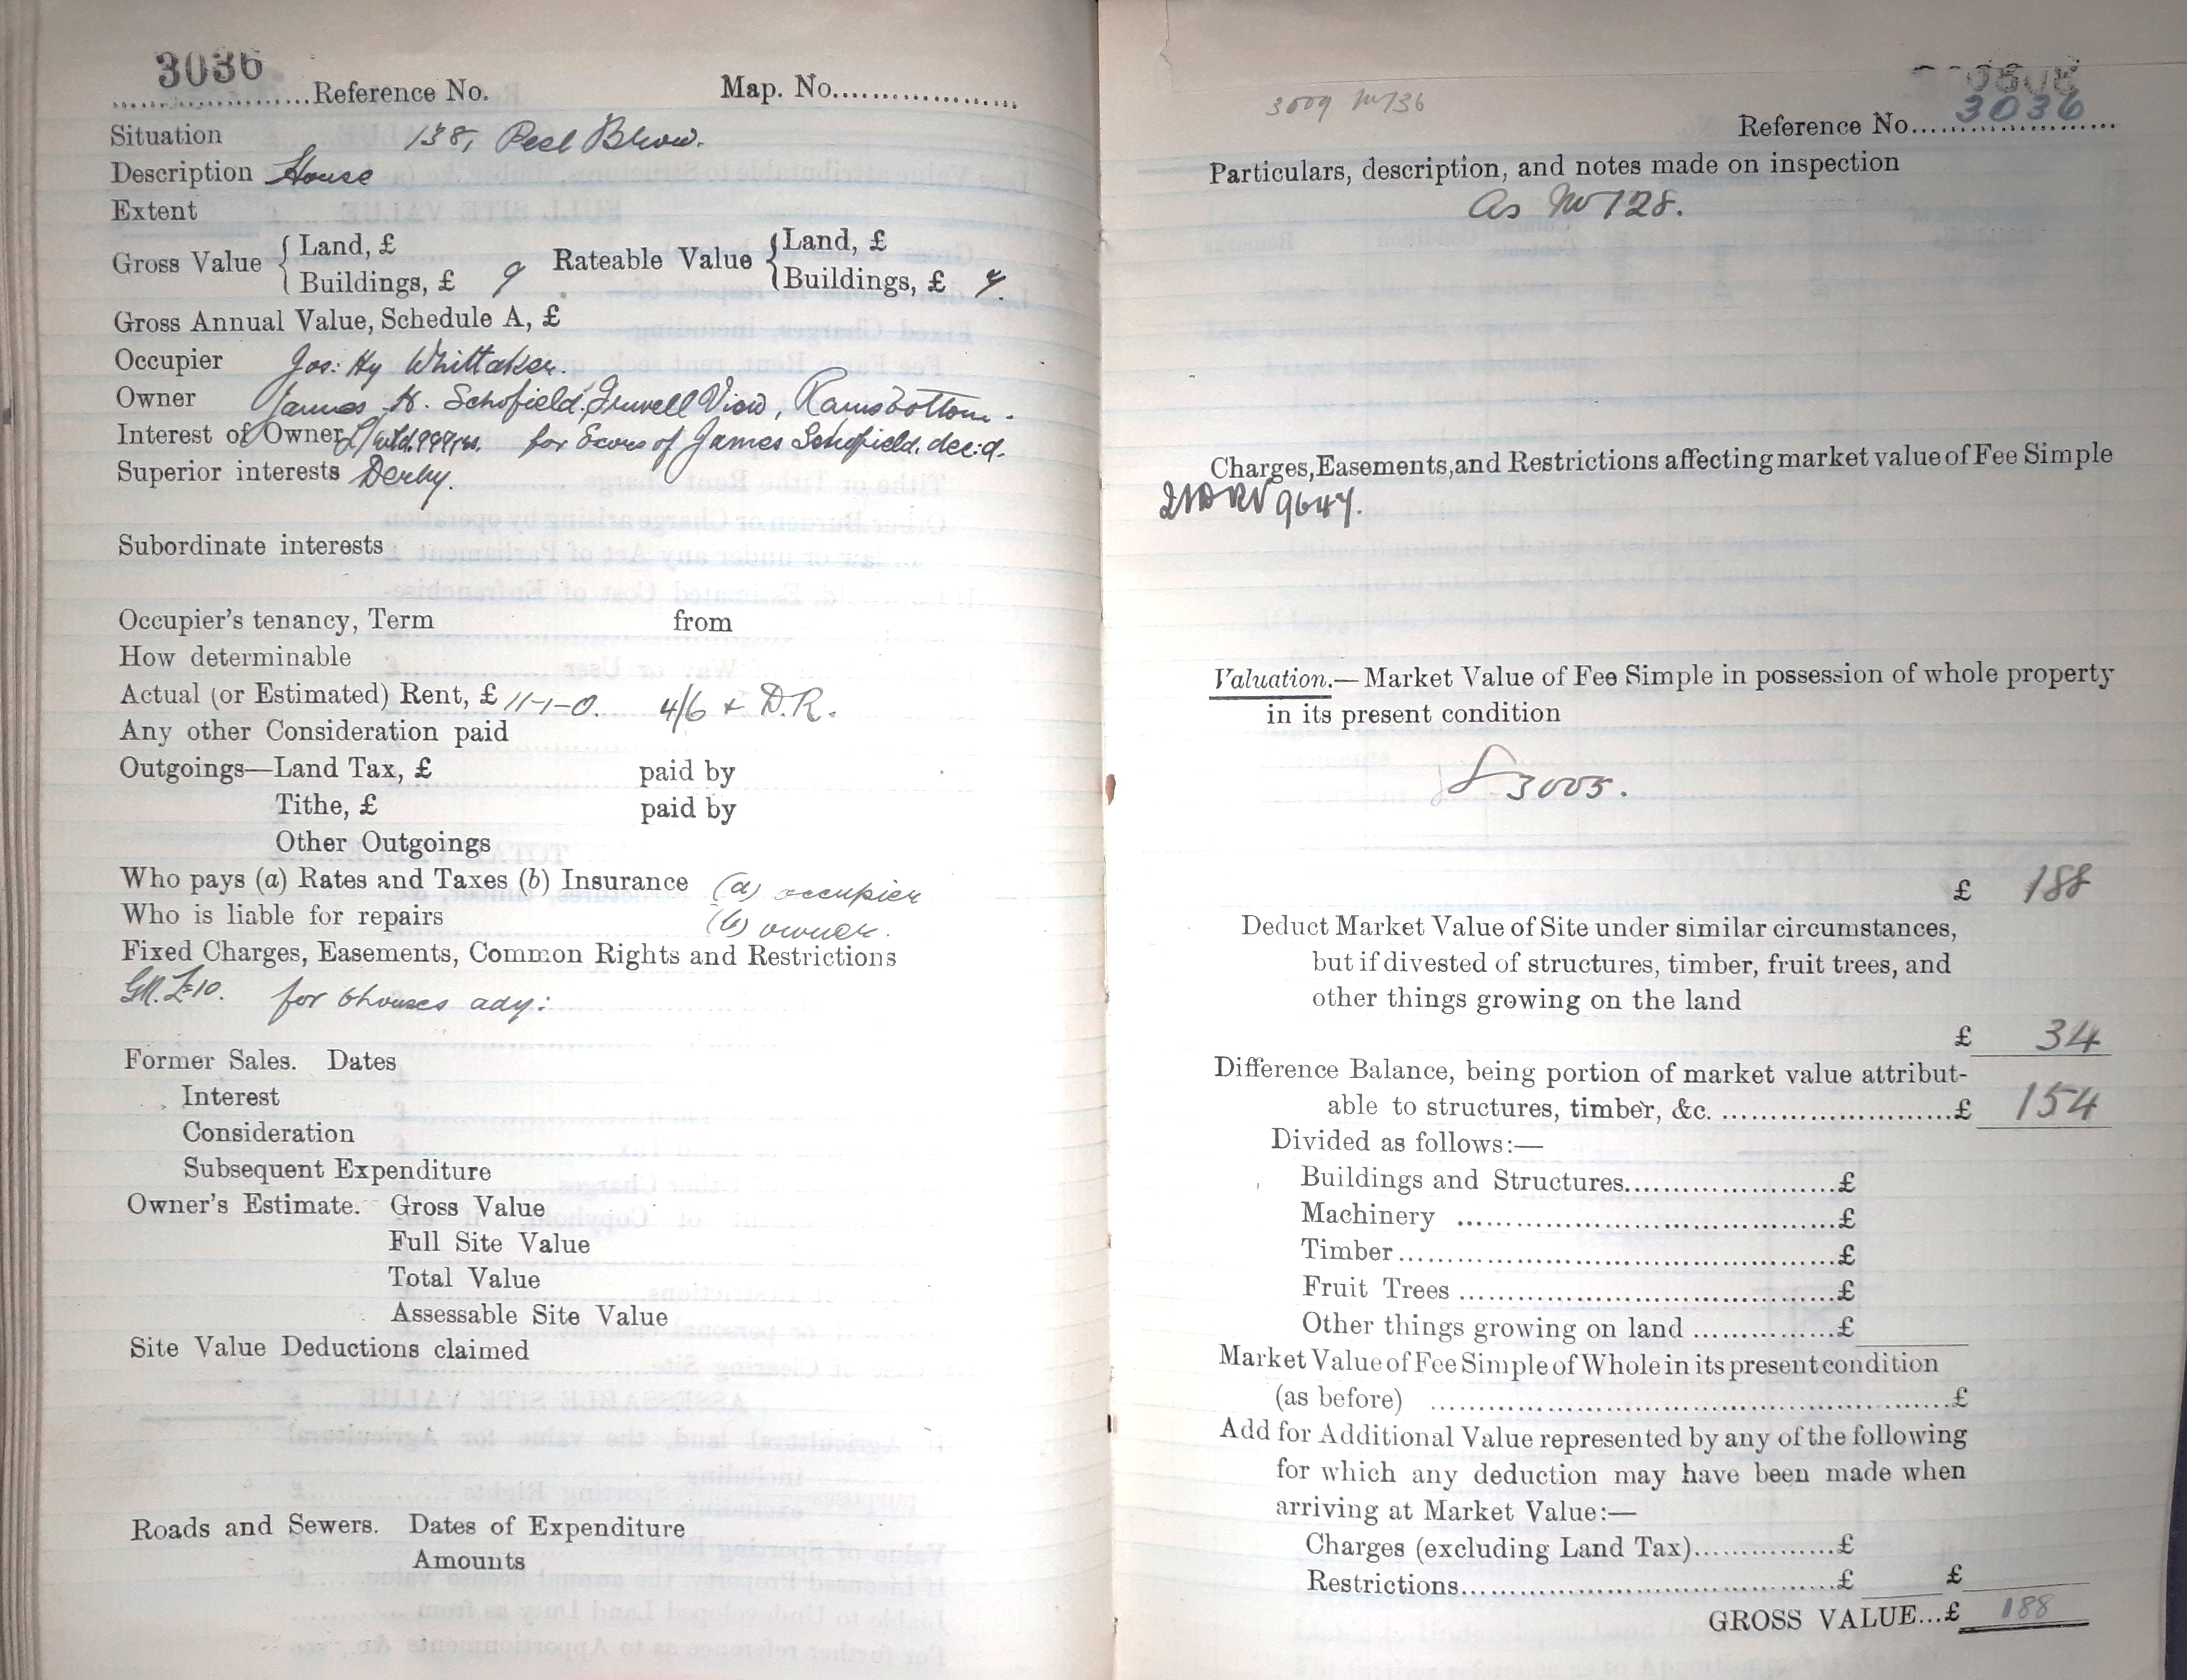 3036
Reference No.
Map. No.
Situation 138, Peel Brow.
Description House
Extent
Gross Value { Land, £
Buildings, £ 9
Rateable Value { Land, £
Buildings, £ 7.
Gross Annual Value, Schedule A, £
Occupier Jos: Hy Whittaker.
Owner James H. Schofield, Irwell View, Ramsbottom.
Interest of Owner L/hld. 999 yrs. for Exors of James Schofield. dec:d.
Superior interests Derby.
Subordinate interests
Occupier's tenancy, Term from
How determinable
Actual (or Estimated) Rent, £ 11-1-0. 4/6 + D.R.
Any other Consideration paid
Outgoings—Land Tax, £ paid by
Tithe, £ paid by
Other Outgoings
Who pays (a) Rates and Taxes (b) Insurance (a) occupier
Who is liable for repairs (b) owner.
Fixed Charges, Easements, Common Rights and Restrictions
GR. £10. for 6 houses adj:
Former Sales. Dates
Interest
Consideration
Subsequent Expenditure
Owner's Estimate. Gross Value
Full Site Value
Total Value
Assessable Site Value
Site Value Deductions claimed
Roads and Sewers. Dates of Expenditure
Amounts
3009 No 136
Reference No. 3036
Particulars, description, and notes made on inspection
As No 128.
Charges, Easements, and Restrictions affecting market value of Fee Simple
9647.
Valuation.—Market Value of Fee Simple in possession of whole property
in its present condition
3005.
£ 188
Deduct Market Value of Site under similar circumstances,
but if divested of structures, timber, fruit trees, and
other things growing on the land
£ 34
Difference Balance, being portion of market value attribut-
able to structures, timber, &c. £ 154
Divided as follows:—
Buildings and Structures £
Machinery £
Timber £
Fruit Trees £
Other things growing on land £
Market Value of Fee Simple of Whole in its present condition
(as before) £
Add for Additional Value represented by any of the following
for which any deduction may have been made when
arriving at Market Value:—
Charges (excluding Land Tax) £
Restrictions £ £
GROSS VALUE...£ 188